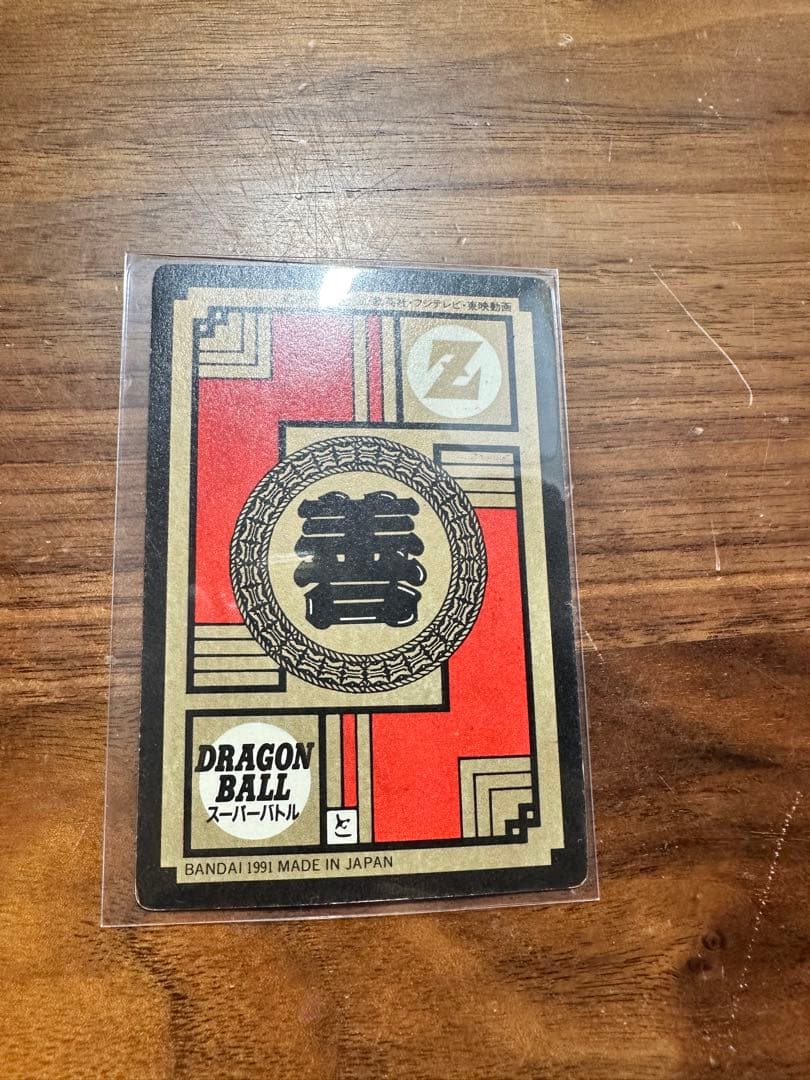 集英社・フジテレビ・東映動画
Z
善
DRAGON
BALL
スーパーバトル
と
BANDAI 1991 MADE IN JAPAN